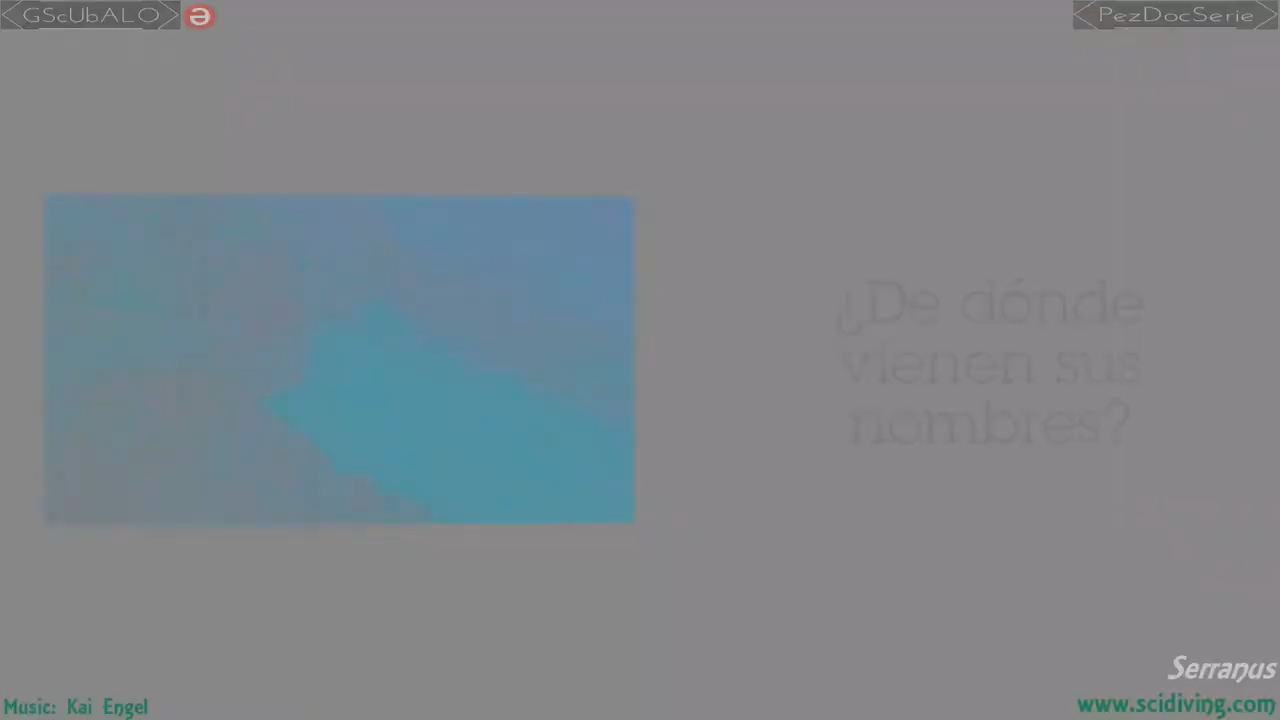 GScUbALO
PezDocSerie
¿De dónde
vienen sus
nombres?
Serranus
Music: Kai Engel
www.scidiving.com